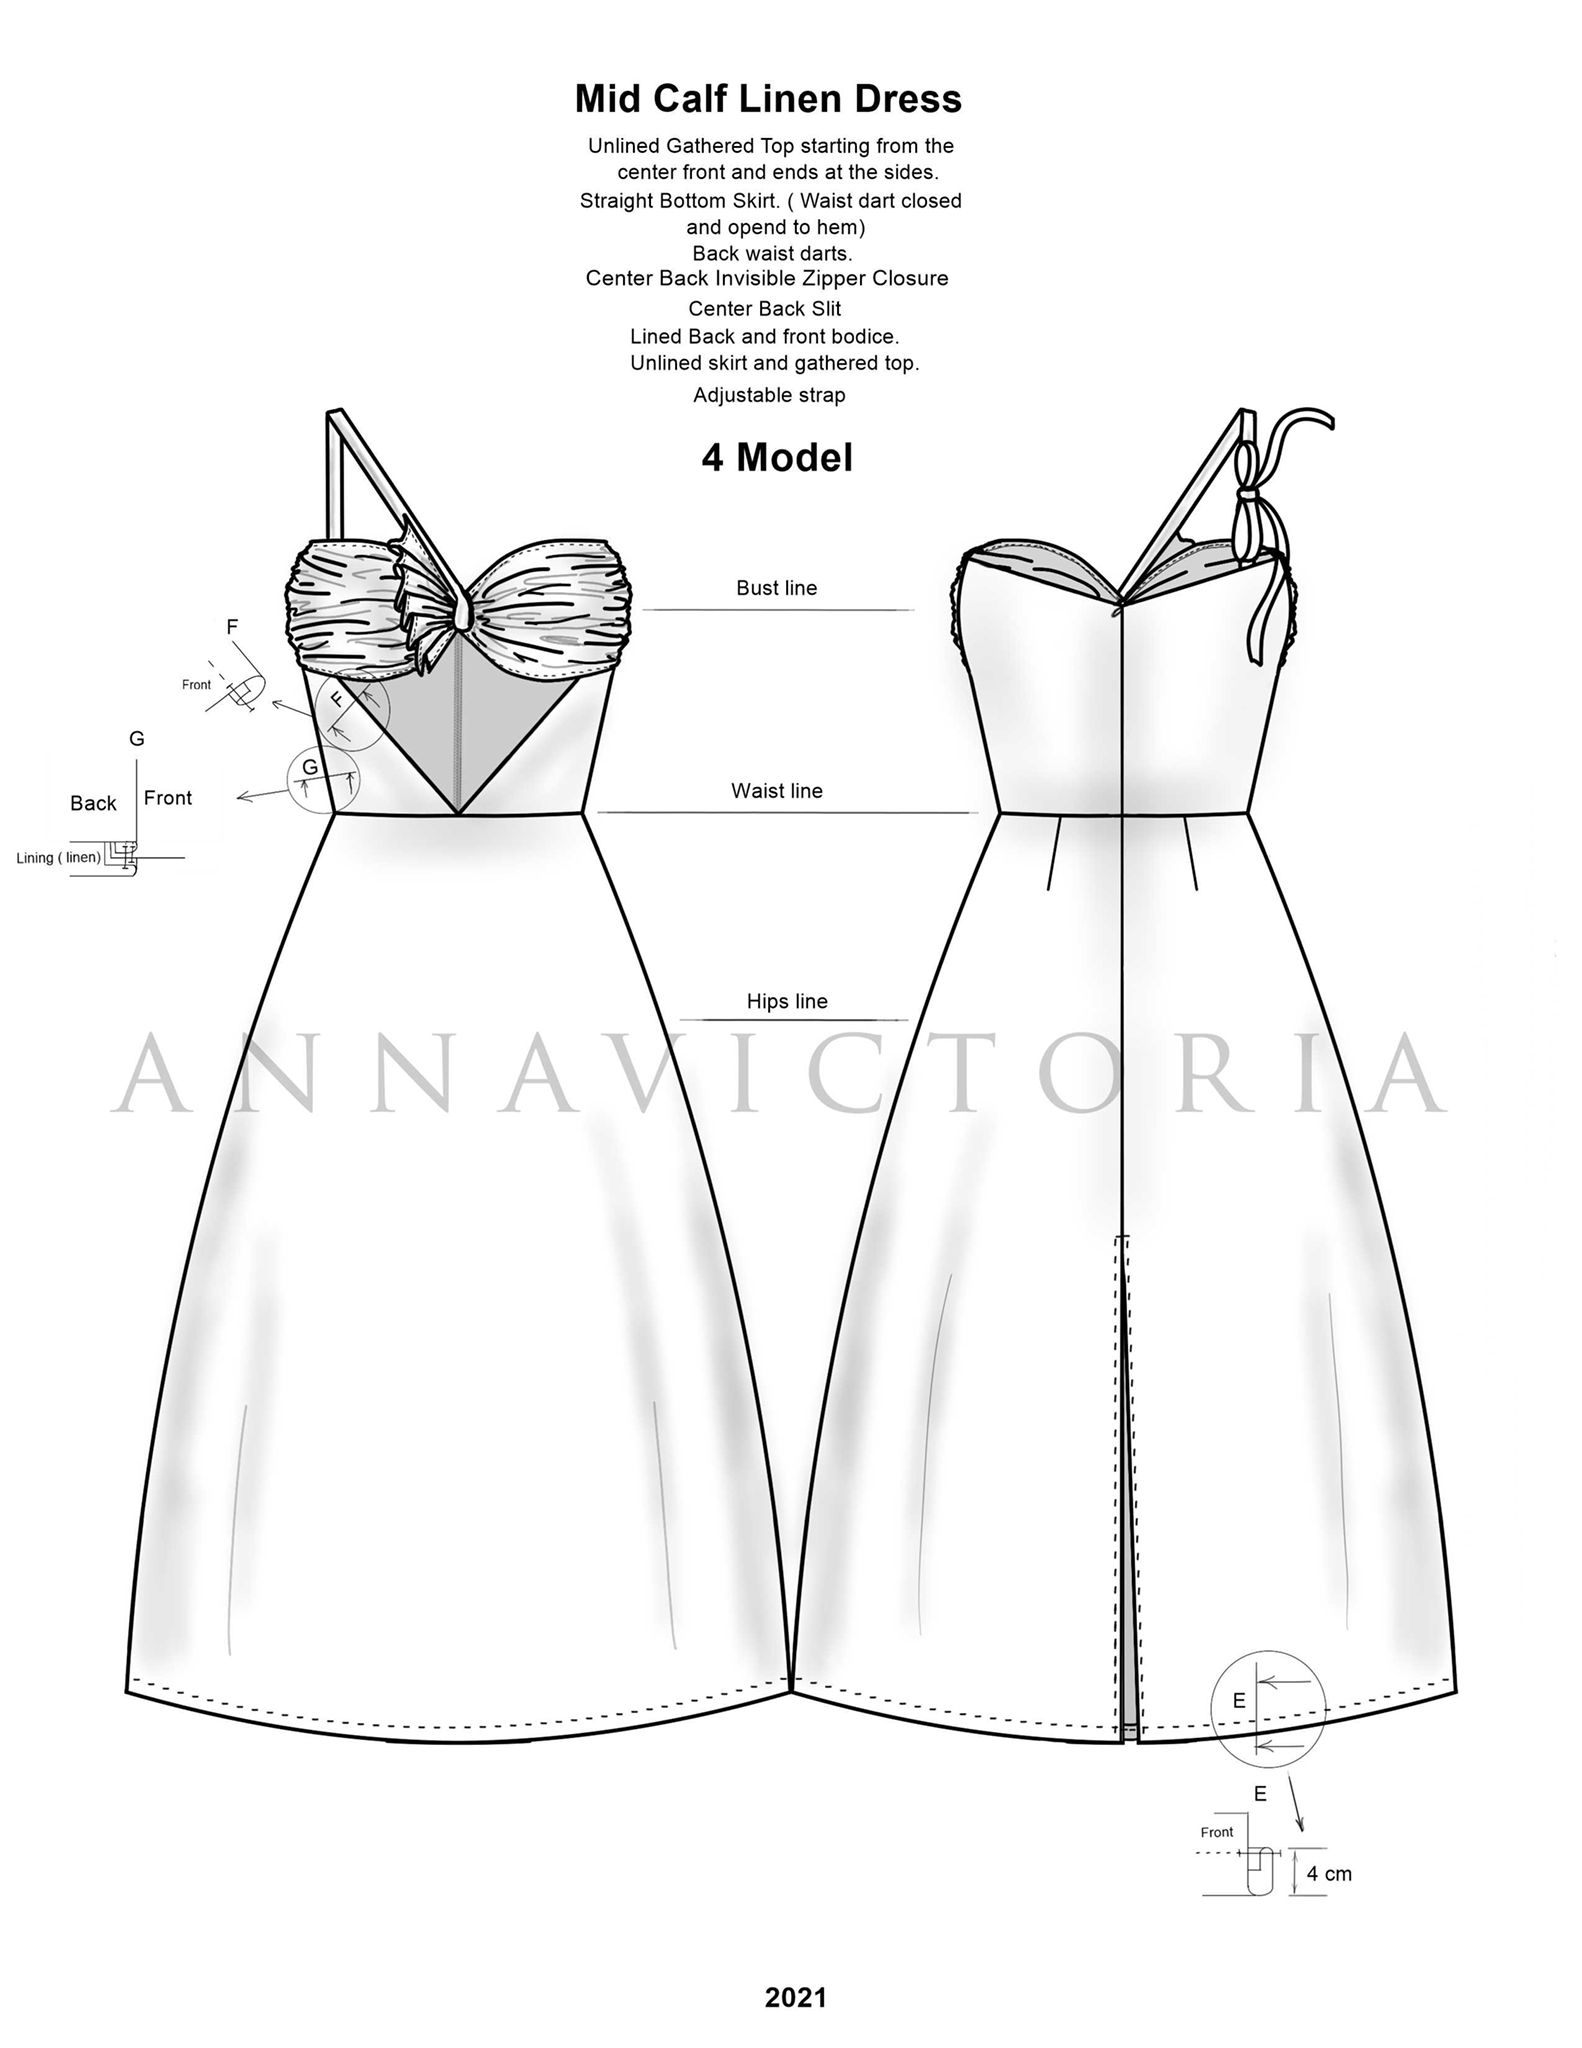 Mid Calf Linen Dress
Unlined Gathered Top starting from the
center front and ends at the sides.
Straight Bottom Skirt. ( Waist dart closed
and opend to hem)
Back waist darts.
Center Back Invisible Zipper Closure
Center Back Slit
Lined Back and front bodice.
Unlined skirt and gathered top.
Adjustable strap
4 Model
Bust line
F
Front
F
G
G
Back
Front
Waist line
Lining ( linen)
Hips line
ANNAVICTORIA
E
E
Front
4 cm
2021